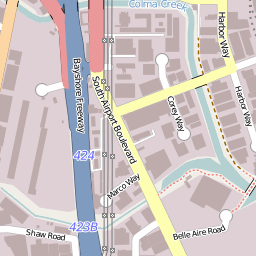 Colma Creek
Harbor Way
Bayshore Freeway
South Airport Boulevard
Corey Way
Harbor Way
424
Marco Way
423B
Shaw Road
Belle Aire Road